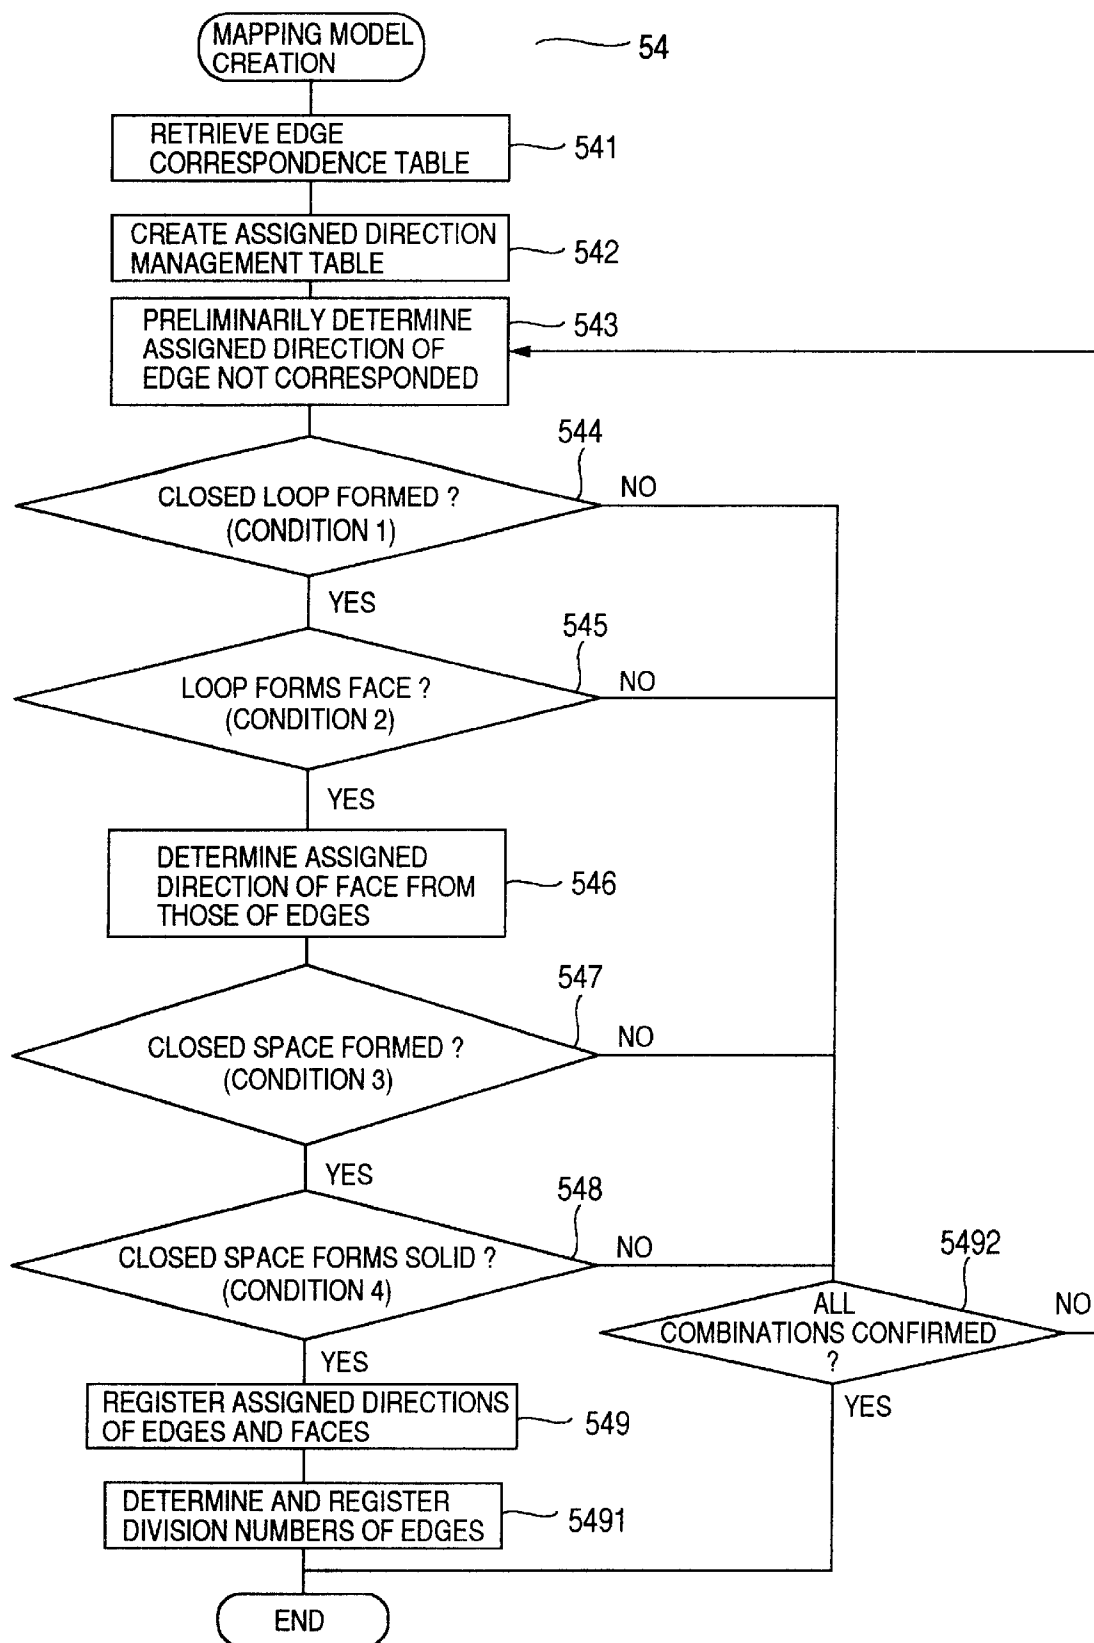 MAPPING MODEL
CREATION
54
RETRIEVE EDGE
CORRESPONDENCE TABLE
541
CREATE ASSIGNED DIRECTION
MANAGEMENT TABLE
542
PRELIMINARILY DETERMINE
ASSIGNED DIRECTION OF
EDGE NOT CORRESPONDED
543
544
CLOSED LOOP FORMED ?
(CONDITION 1)
NO
YES
545
LOOP FORMS FACE ?
(CONDITION 2)
NO
YES
DETERMINE ASSIGNED
DIRECTION OF FACE FROM
THOSE OF EDGES
546
547
CLOSED SPACE FORMED ?
(CONDITION 3)
NO
YES
548
CLOSED SPACE FORMS SOLID ?
(CONDITION 4)
NO
YES
5492
ALL
COMBINATIONS CONFIRMED
?
NO
YES
REGISTER ASSIGNED DIRECTIONS
OF EDGES AND FACES
549
DETERMINE AND REGISTER
DIVISION NUMBERS OF EDGES
5491
END